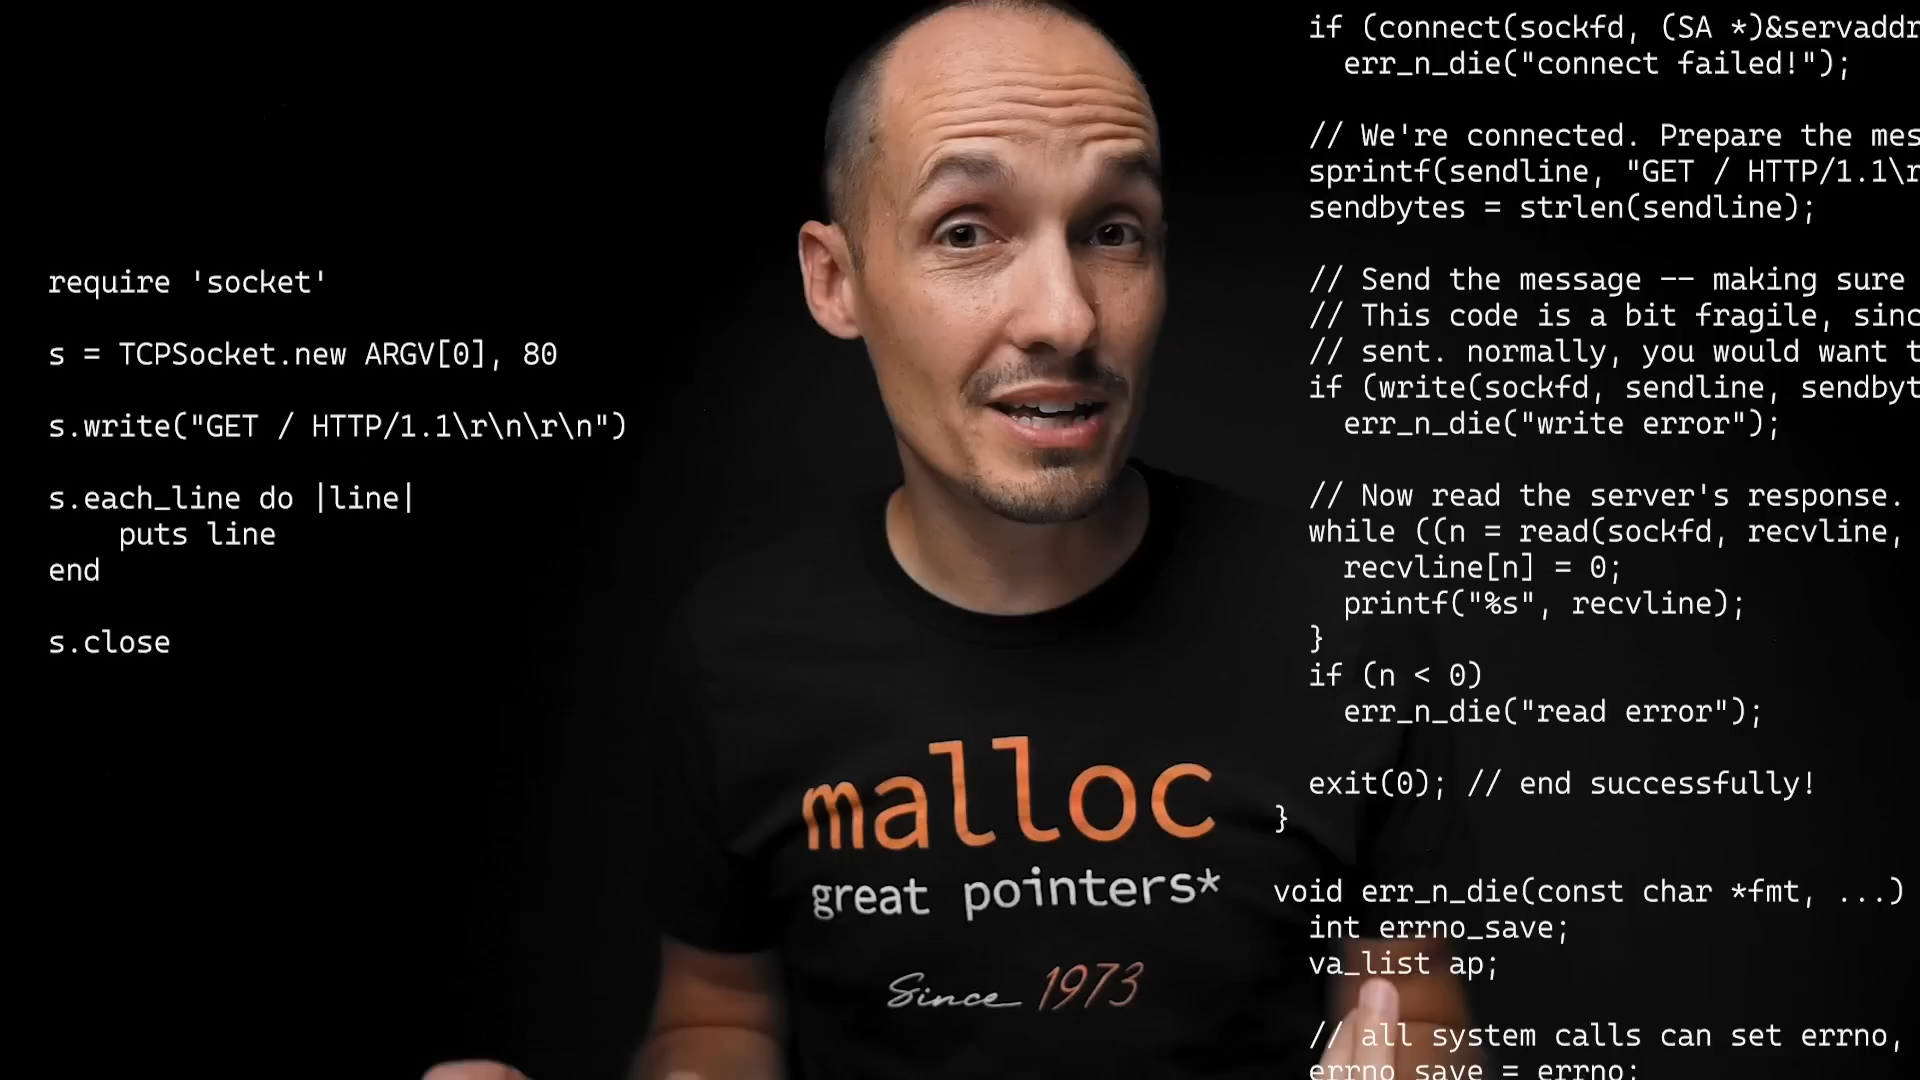 require 'socket'
s = TCPSocket.new ARGV[0], 80
s.write("GET / HTTP/1.1\r\n\r\n")
s.each_line do |line|
puts line
end
s.close
malloc
great pointers*
Since 1973
if (connect(sockfd, (SA *)&servaddr
err_n_die("connect failed!");
// We're connected. Prepare the mes
sprintf(sendline, "GET / HTTP/1.1\r
sendbytes = strlen(sendline);
// Send the message -- making sure
// This code is a bit fragile, sinc
// sent. normally, you would want t
if (write(sockfd, sendline, sendbyt
err_n_die("write error");
// Now read the server's response.
while ((n = read(sockfd, recvline,
recvline[n] = 0;
printf("%s", recvline);
}
if (n < 0)
err_n_die("read error");
exit(0); // end successfully!
}
void err_n_die(const char *fmt, ...)
int errno_save;
va_list ap;
// all system calls can set errno,
errno_save = errno;